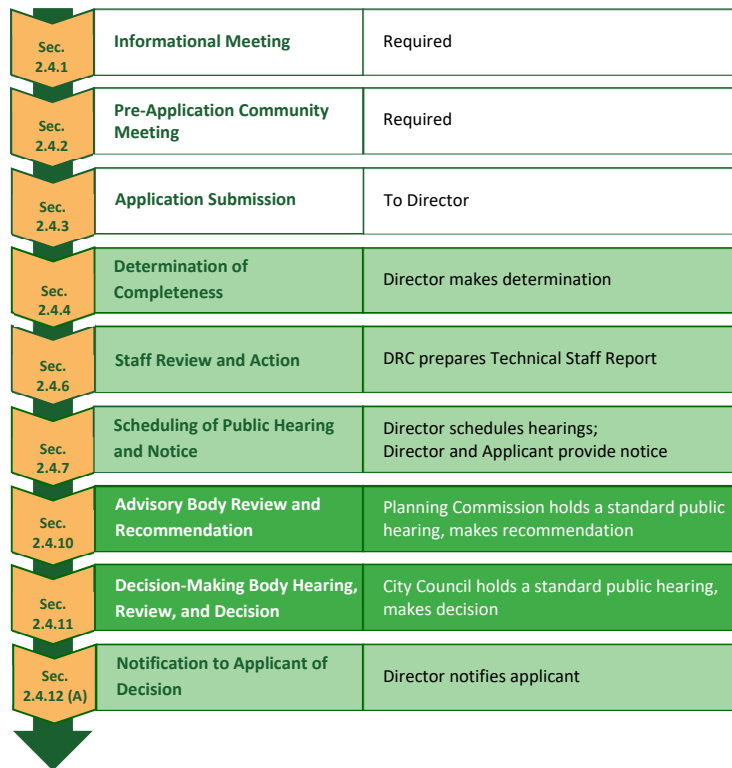 Sec.
2.4.1
Informational Meeting
Required
Sec.
2.4.2
Pre-Application Community
Meeting
Required
Sec.
2.4.3
Application Submission
To Director
Sec.
2.4.4
Determination of
Completeness
Director makes determination
Sec.
2.4.6
Staff Review and Action
DRC prepares Technical Staff Report
Sec.
2.4.7
Scheduling of Public Hearing
and Notice
Director schedules hearings;
Director and Applicant provide notice
Sec.
2.4.10
Advisory Body Review and
Recommendation
Planning Commission holds a standard public
hearing, makes recommendation
Sec.
2.4.11
Decision-Making Body Hearing,
Review, and Decision
City Council holds a standard public hearing,
makes decision
Sec.
2.4.12 (A)
Notification to Applicant of
Decision
Director notifies applicant